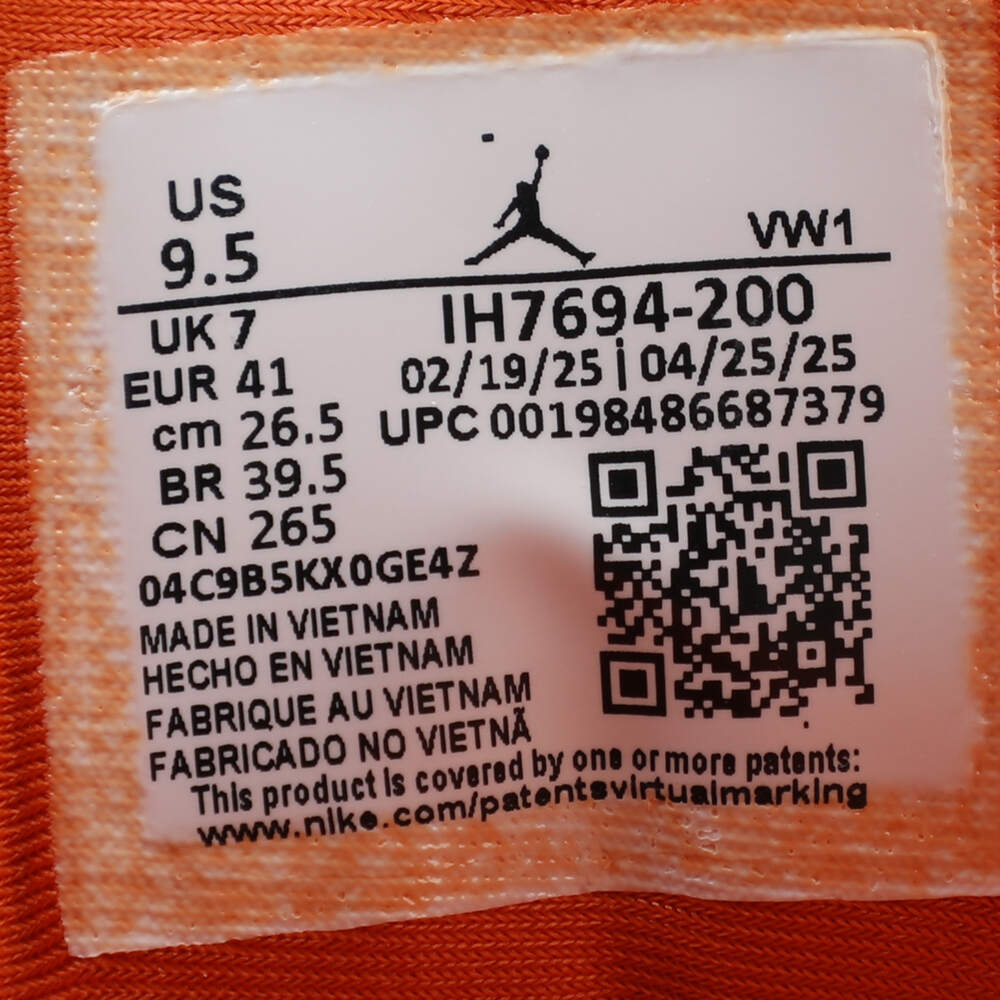 US
9.5
VW1
UK 7
EUR 41
cm 26.5
BR 39.5
CN 265
IH7694-200
02/19/25 | 04/25/25
UPC 00198486687379
04C9B5KX0GE4Z
MADE IN VIETNAM
HECHO EN VIETNAM
FABRIQUE AU VIETNAM
FABRICADO NO VIETNÃ
This product is covered by one or more patents:
www.nike.com/patentsvirtualmarking